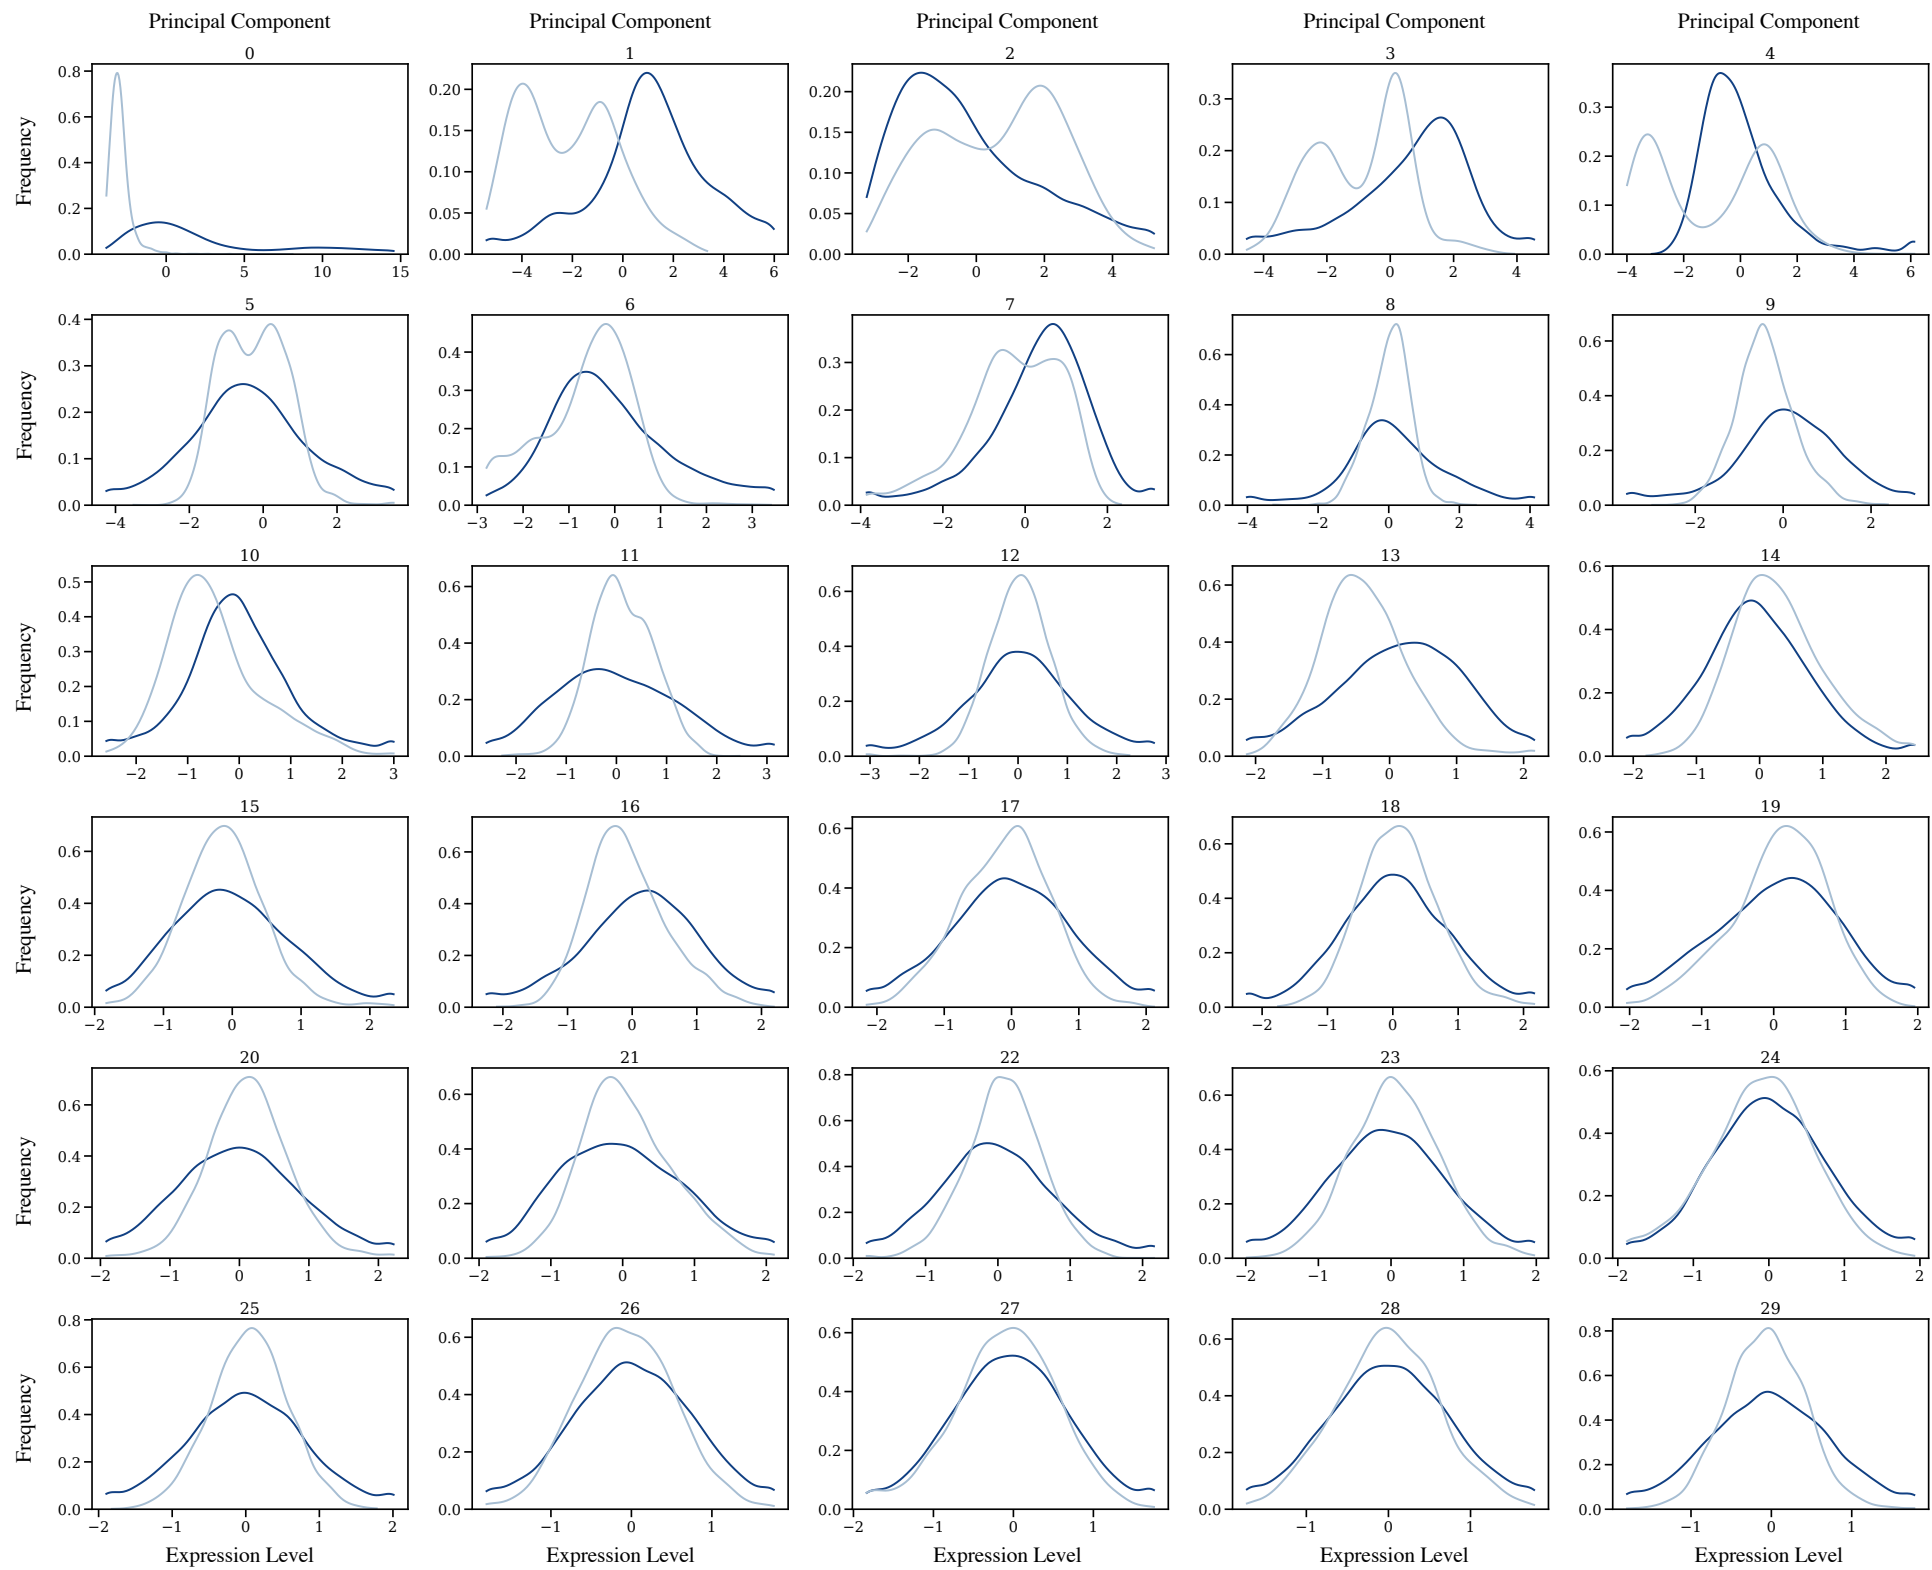 Principal Component Principal Component Principal Component Principal Component Principal Component
0 1 2 3 4
Frequency
0.8 0.6 0.4 0.2 0.0
0 5 10 15
0.20 0.15 0.10 0.05 0.00
−4 −2 0 2 4 6
0.20 0.15 0.10 0.05 0.00
−2 0 2 4
0.3 0.2 0.1 0.0
−4 −2 0 2 4
0.3 0.2 0.1 0.0
−4 −2 0 2 4 6
5 6 7 8 9
Frequency
0.4 0.3 0.2 0.1 0.0
−4 −2 0 2
0.4 0.3 0.2 0.1 0.0
−3 −2 −1 0 1 2 3
0.3 0.2 0.1 0.0
−4 −2 0 2
0.6 0.4 0.2 0.0
−4 −2 0 2 4
0.6 0.4 0.2 0.0
−2 0 2
10 11 12 13 14
Frequency
0.5 0.4 0.3 0.2 0.1 0.0
−2 −1 0 1 2 3
0.6 0.4 0.2 0.0
−2 −1 0 1 2 3
0.6 0.4 0.2 0.0
−3 −2 −1 0 1 2 3
0.6 0.4 0.2 0.0
−2 −1 0 1 2
0.6 0.4 0.2 0.0
−2 −1 0 1 2
15 16 17 18 19
Frequency
0.6 0.4 0.2 0.0
−2 −1 0 1 2
0.6 0.4 0.2 0.0
−2 −1 0 1 2
0.6 0.4 0.2 0.0
−2 −1 0 1 2
0.6 0.4 0.2 0.0
−2 −1 0 1 2
0.6 0.4 0.2 0.0
−2 −1 0 1 2
20 21 22 23 24
Frequency
0.6 0.4 0.2 0.0
−2 −1 0 1 2
0.6 0.4 0.2 0.0
−2 −1 0 1 2
0.8 0.6 0.4 0.2 0.0
−2 −1 0 1 2
0.6 0.4 0.2 0.0
−2 −1 0 1 2
0.6 0.4 0.2 0.0
−2 −1 0 1 2
25 26 27 28 29
Frequency
0.8 0.6 0.4 0.2 0.0
−2 −1 0 1 2
0.6 0.4 0.2 0.0
−1 0 1
0.6 0.4 0.2 0.0
−2 −1 0 1
0.6 0.4 0.2 0.0
−1 0 1
0.8 0.6 0.4 0.2 0.0
−1 0 1
Expression Level Expression Level Expression Level Expression Level Expression Level